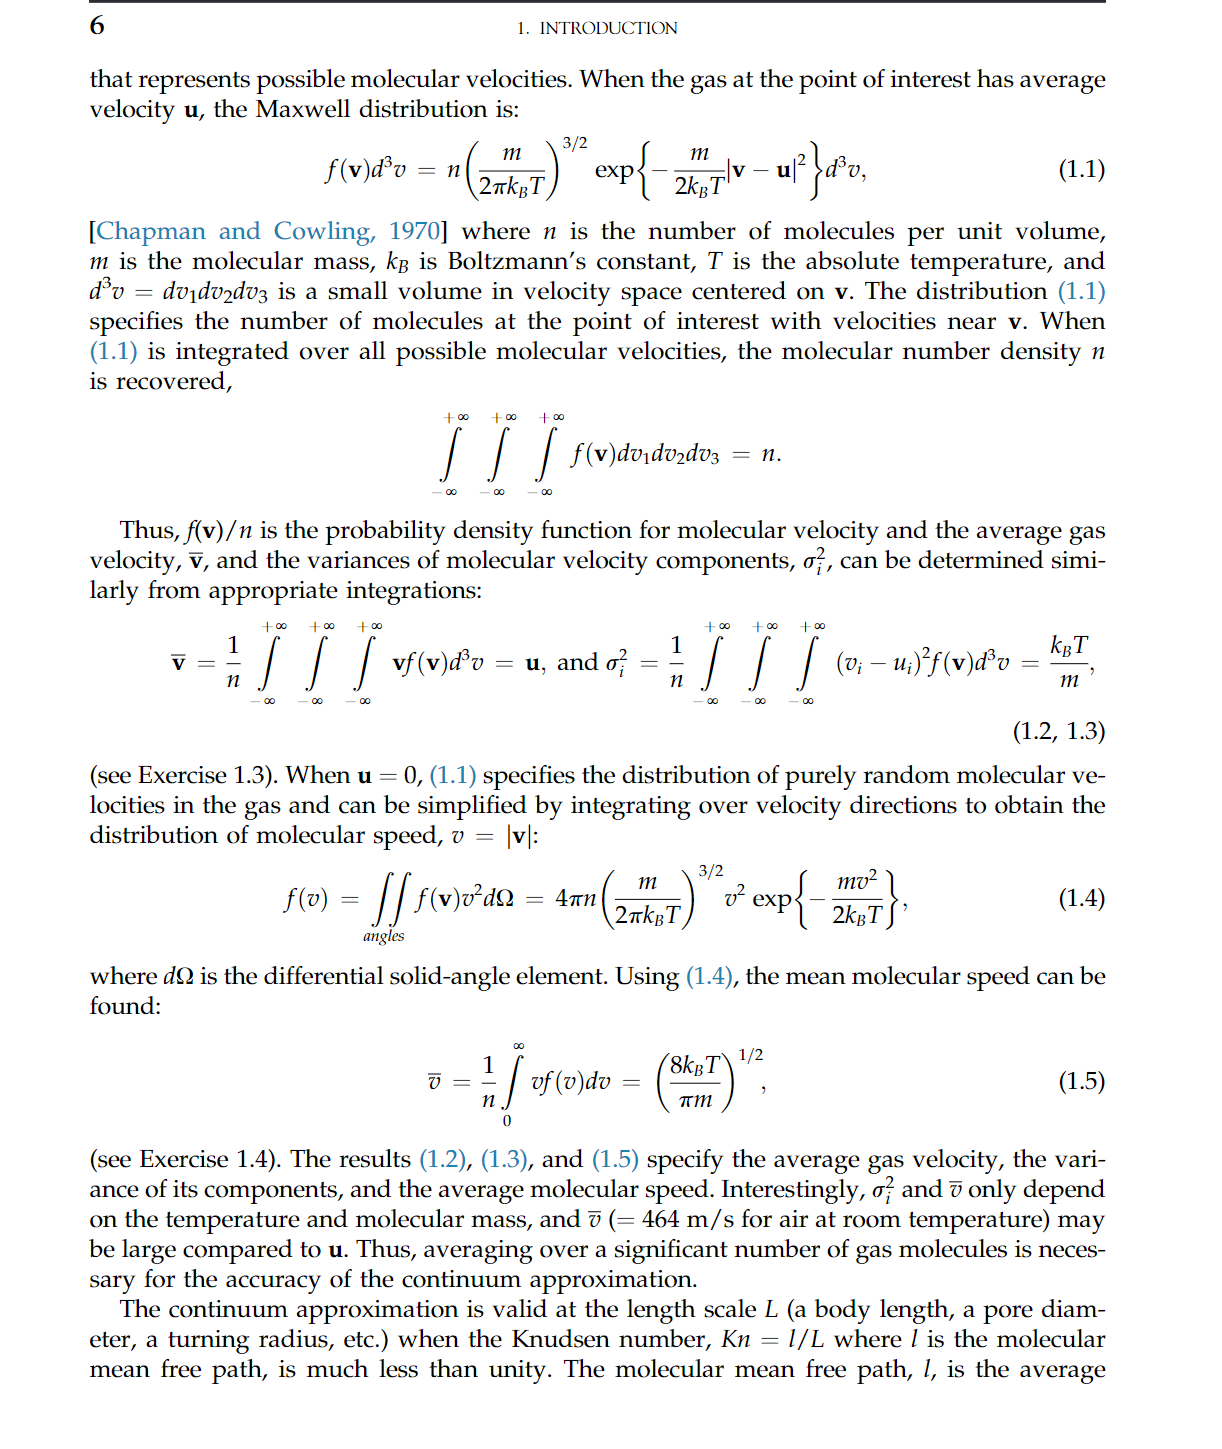 6
1. INTRODUCTION
that represents possible molecular velocities. When the gas at the point of interest has average
velocity **u**, the Maxwell distribution is:
$f(\mathbf{v})d^3v = n\left(\frac{m}{2\pi k_B T}\right)^{3/2} \exp\left\{-\frac{m}{2k_B T}|\mathbf{v} - \mathbf{u}|^2\right\}d^3v,$ (1.1)
[Chapman and Cowling, 1970] where $n$ is the number of molecules per unit volume,
$m$ is the molecular mass, $k_B$ is Boltzmann's constant, $T$ is the absolute temperature, and
$d^3v = dv_1dv_2dv_3$ is a small volume in velocity space centered on **v**. The distribution (1.1)
specifies the number of molecules at the point of interest with velocities near **v**. When
(1.1) is integrated over all possible molecular velocities, the molecular number density $n$
is recovered,
$\int_{-\infty}^{+\infty}\int_{-\infty}^{+\infty}\int_{-\infty}^{+\infty} f(\mathbf{v})dv_1dv_2dv_3 = n.$
Thus, $f(\mathbf{v})/n$ is the probability density function for molecular velocity and the average gas
velocity, $\overline{\mathbf{v}}$, and the variances of molecular velocity components, $\sigma_i^2$, can be determined simi-
larly from appropriate integrations:
$\overline{\mathbf{v}} = \frac{1}{n}\int_{-\infty}^{+\infty}\int_{-\infty}^{+\infty}\int_{-\infty}^{+\infty} \mathbf{v}f(\mathbf{v})d^3v = \mathbf{u}, \text{ and } \sigma_i^2 = \frac{1}{n}\int_{-\infty}^{+\infty}\int_{-\infty}^{+\infty}\int_{-\infty}^{+\infty} (v_i - u_i)^2f(\mathbf{v})d^3v = \frac{k_B T}{m},$
(1.2, 1.3)
(see Exercise 1.3). When **u** = 0, (1.1) specifies the distribution of purely random molecular ve-
locities in the gas and can be simplified by integrating over velocity directions to obtain the
distribution of molecular speed, $v = |\mathbf{v}|$:
$f(v) = \iint_{angles} f(\mathbf{v})v^2d\Omega = 4\pi n\left(\frac{m}{2\pi k_B T}\right)^{3/2} v^2 \exp\left\{-\frac{mv^2}{2k_B T}\right\},$ (1.4)
where $d\Omega$ is the differential solid-angle element. Using (1.4), the mean molecular speed can be
found:
$\overline{v} = \frac{1}{n}\int_0^{\infty} vf(v)dv = \left(\frac{8k_B T}{\pi m}\right)^{1/2},$ (1.5)
(see Exercise 1.4). The results (1.2), (1.3), and (1.5) specify the average gas velocity, the vari-
ance of its components, and the average molecular speed. Interestingly, $\sigma_i^2$ and $\overline{v}$ only depend
on the temperature and molecular mass, and $\overline{v}$ (= 464 m/s for air at room temperature) may
be large compared to **u**. Thus, averaging over a significant number of gas molecules is neces-
sary for the accuracy of the continuum approximation.
The continuum approximation is valid at the length scale $L$ (a body length, a pore diam-
eter, a turning radius, etc.) when the Knudsen number, $Kn = l/L$ where $l$ is the molecular
mean free path, is much less than unity. The molecular mean free path, $l$, is the average